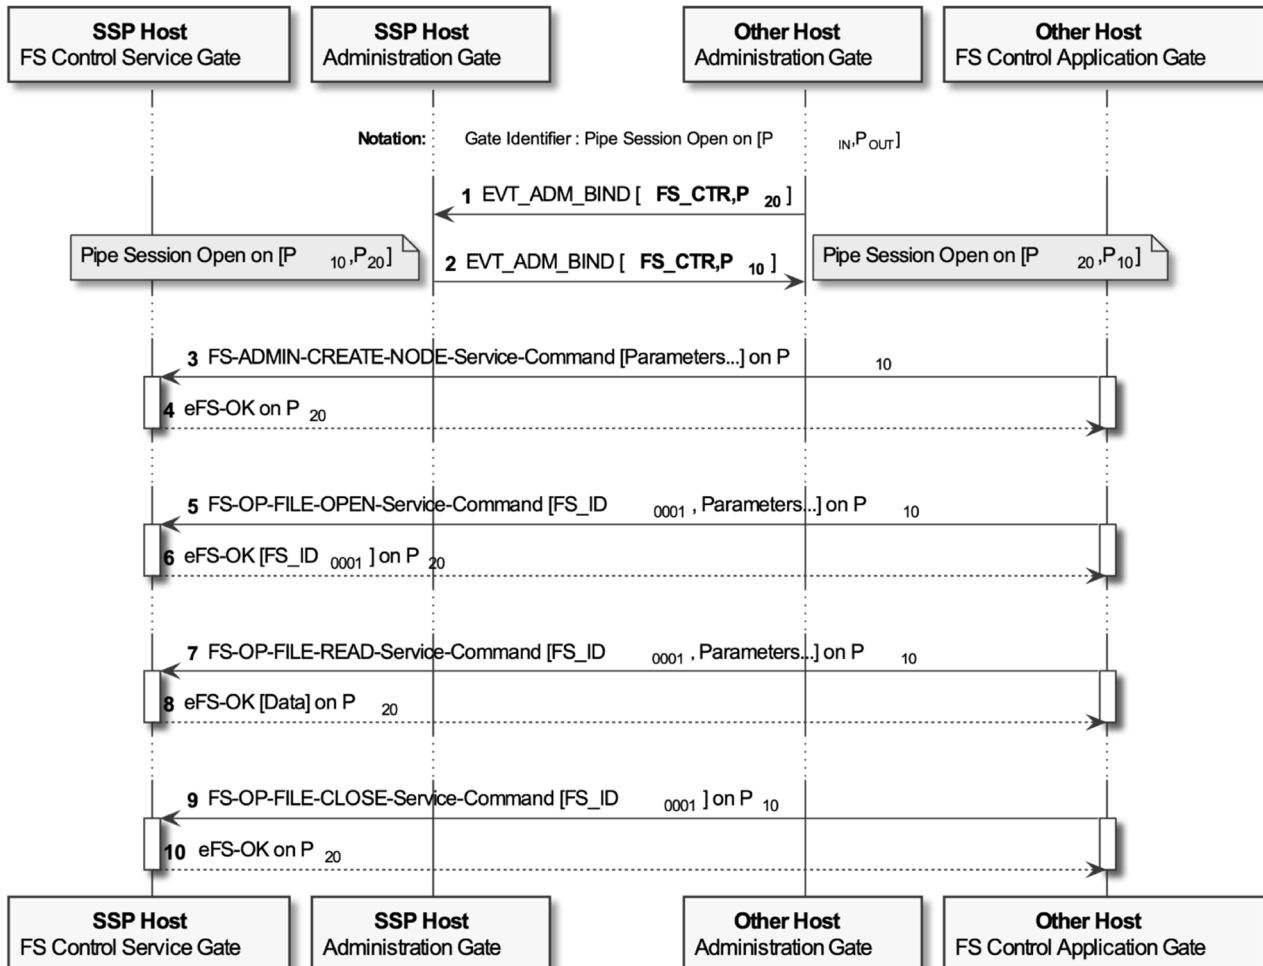 SSP Host
FS Control Service Gate
SSP Host
Administration Gate
Other Host
Administration Gate
Other Host
FS Control Application Gate
Notation: Gate Identifier : Pipe Session Open on [P IN,P OUT]
1 EVT_ADM_BIND [ FS_CTR,P 20 ]
Pipe Session Open on [P 10 ,P20]
2 EVT_ADM_BIND [ FS_CTR,P 10 ]
Pipe Session Open on [P 20 ,P10]
3 FS-ADMIN-CREATE-NODE-Service-Command [Parameters...] on P 10
4 eFS-OK on P 20
5 FS-OP-FILE-OPEN-Service-Command [FS_ID 0001 , Parameters...] on P 10
6 eFS-OK [FS_ID 0001 ] on P 20
7 FS-OP-FILE-READ-Service-Command [FS_ID 0001 , Parameters...] on P 10
8 eFS-OK [Data] on P 20
9 FS-OP-FILE-CLOSE-Service-Command [FS_ID 0001 ] on P 10
10 eFS-OK on P 20
SSP Host
FS Control Service Gate
SSP Host
Administration Gate
Other Host
Administration Gate
Other Host
FS Control Application Gate